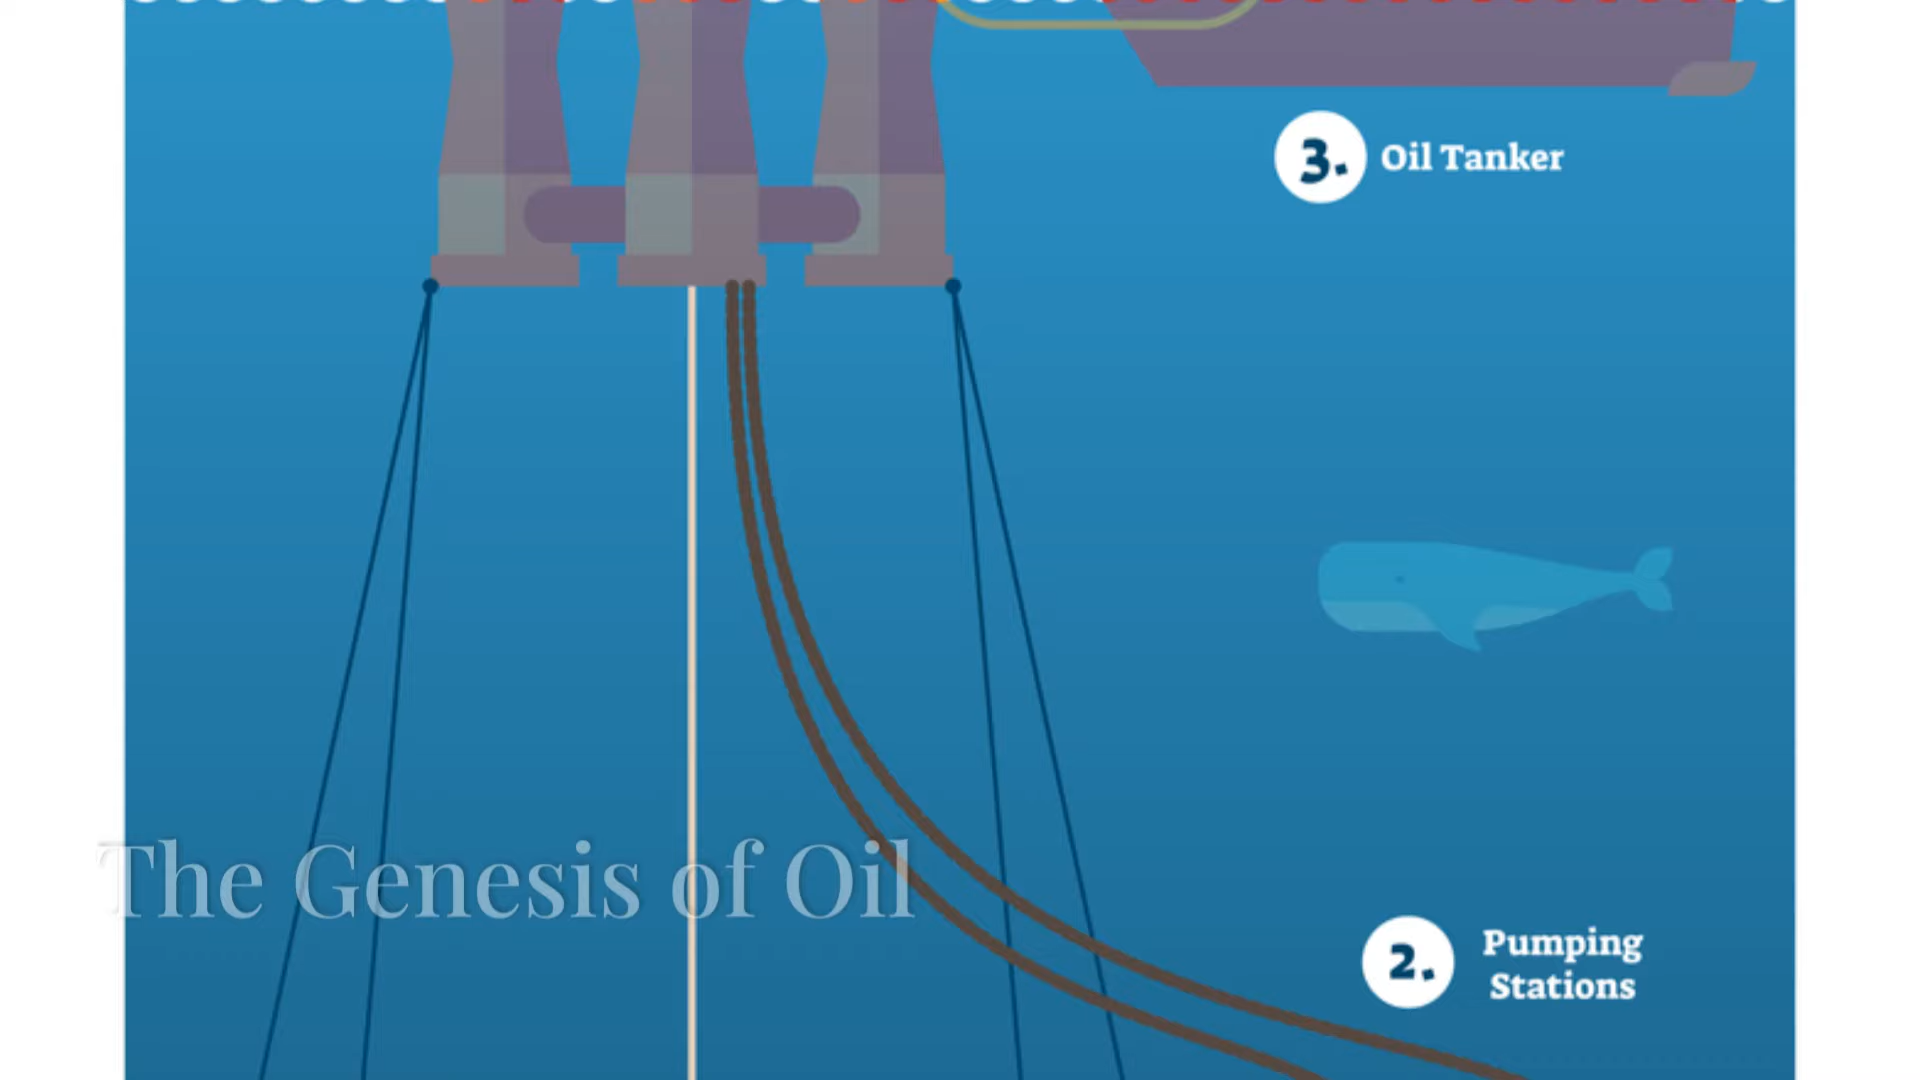 3. Oil Tanker
The Genesis of Oil
2. Pumping
Stations